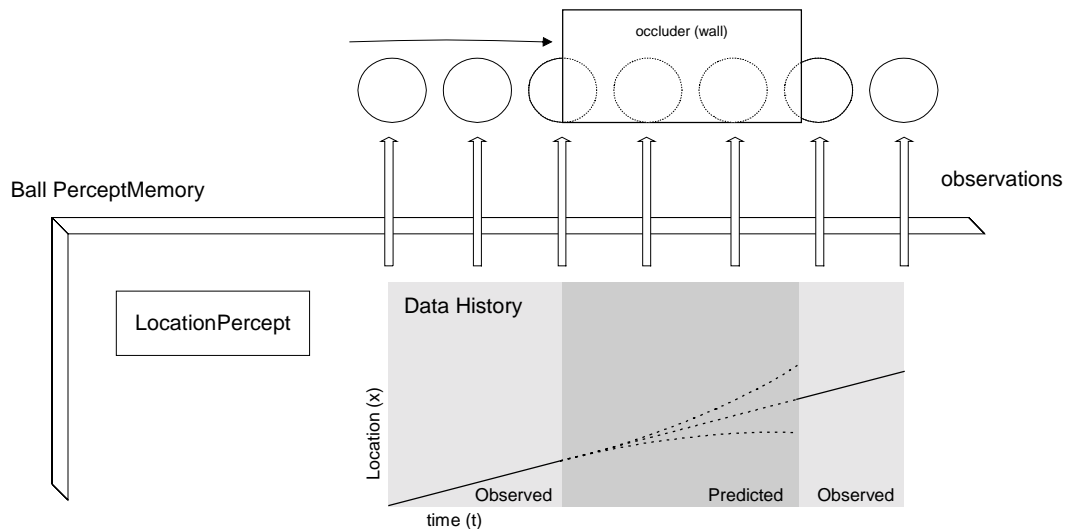 occluder (wall)
Ball PerceptMemory
observations
LocationPercept
Data History
Location (x)
Observed
Predicted
Observed
time (t)